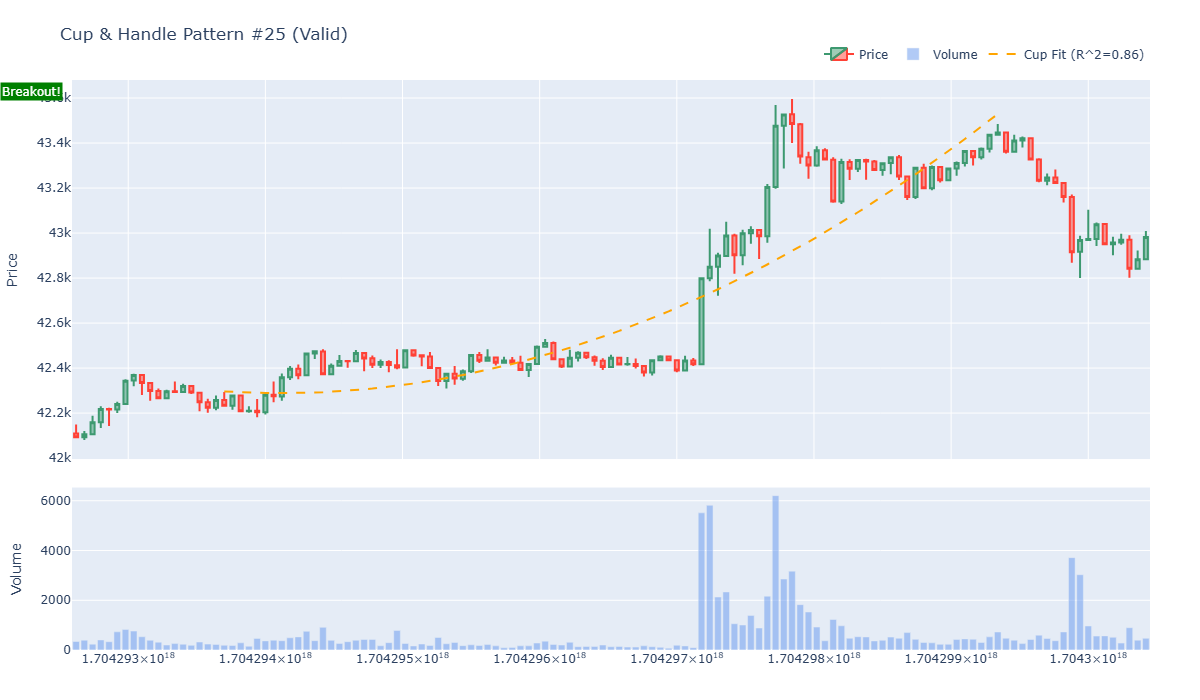 Cup & Handle Pattern #25 (Valid)
Price
Volume
Cup Fit (R^2=0.86)
Breakout!
43.4k
43.2k
43k
42.8k
42.6k
42.4k
42.2k
42k
Price
6000
4000
2000
0
Volume
1.704293×10¹⁸
1.704294×10¹⁸
1.704295×10¹⁸
1.704296×10¹⁸
1.704297×10¹⁸
1.704298×10¹⁸
1.704299×10¹⁸
1.7043×10¹⁸